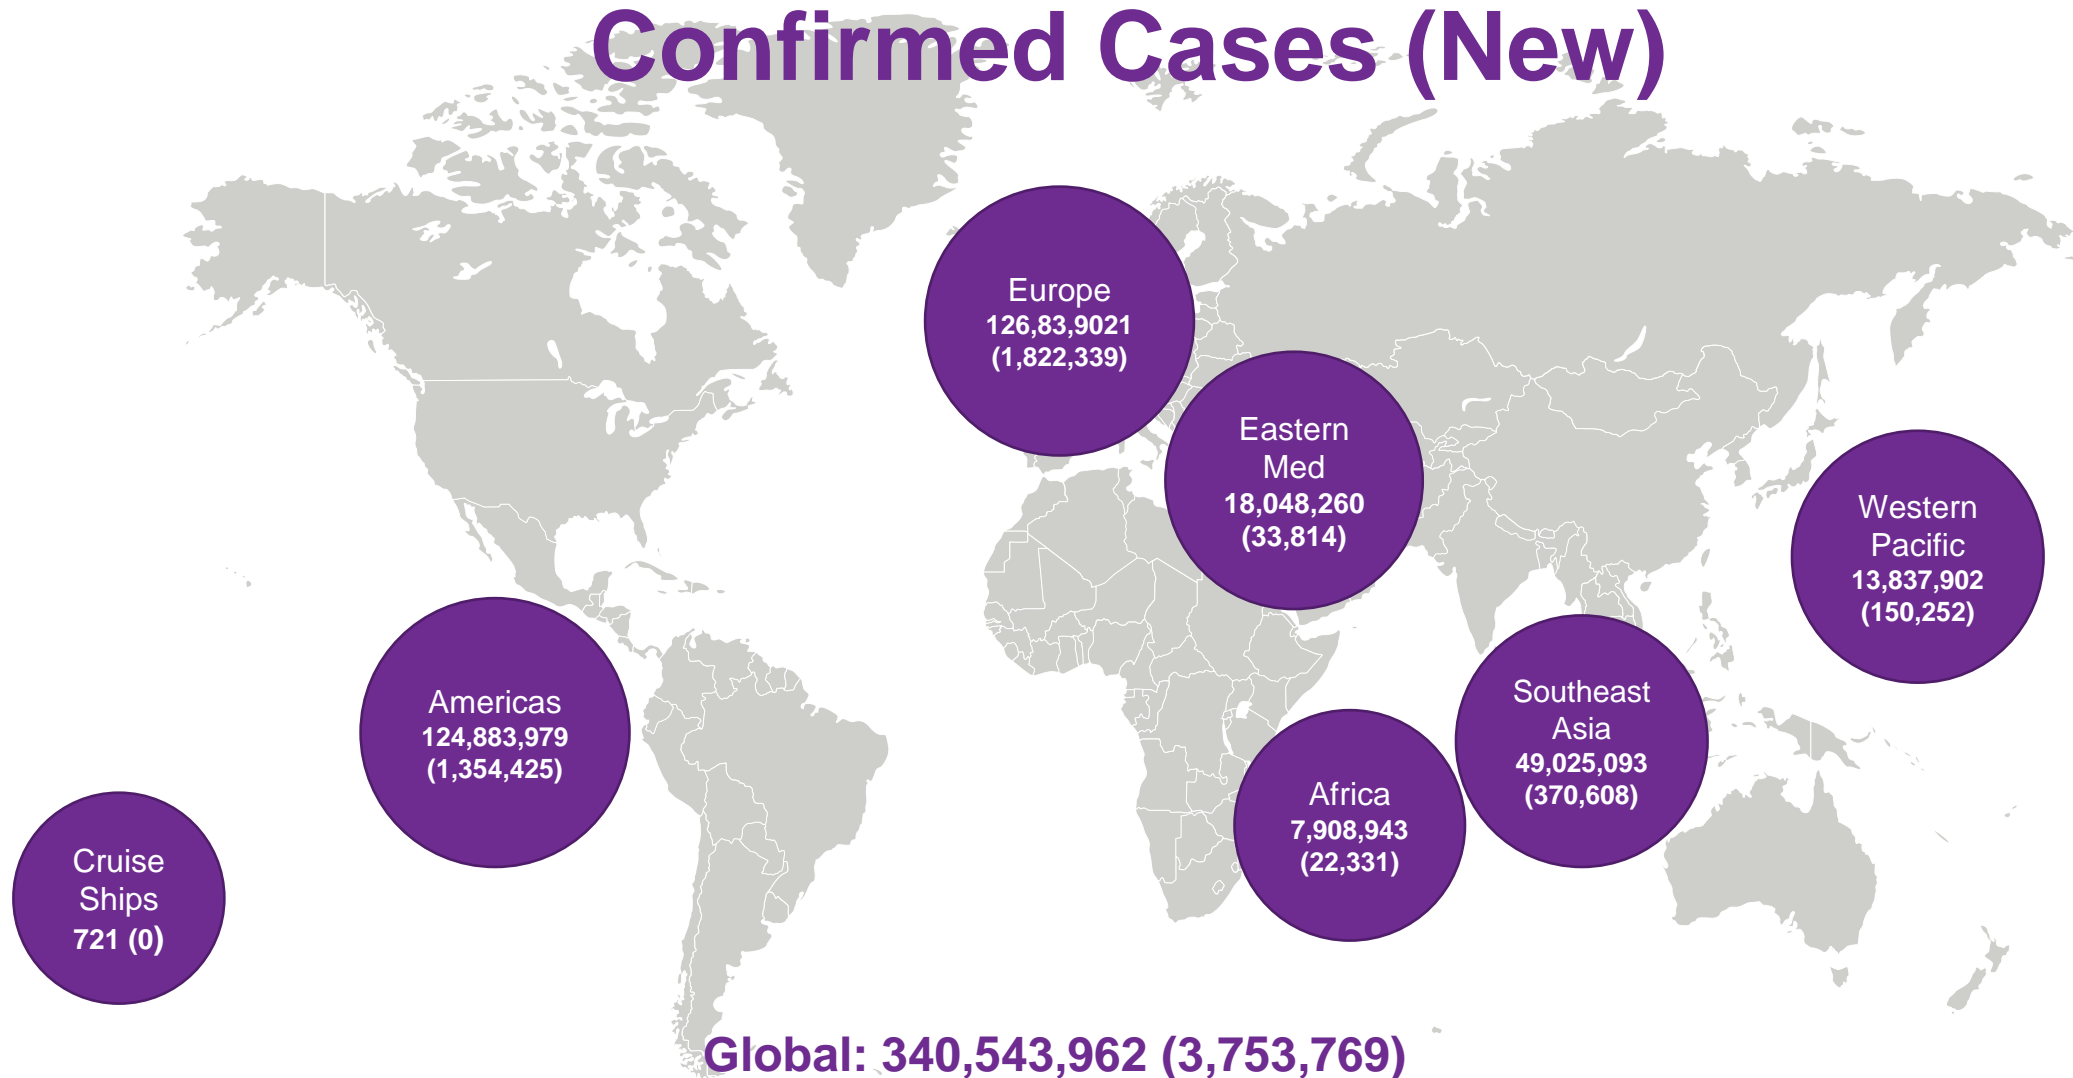 Confirmed Cases (New)
Europe
126,83,9021
(1,822,339)
Eastern
Med
18,048,260
(33,814)
Western
Pacific
13,837,902
(150,252)
Americas
124,883,979
(1,354,425)
Southeast
Asia
49,025,093
(370,608)
Africa
7,908,943
(22,331)
Cruise
Ships
721 (0)
Global: 340,543,962 (3,753,769)